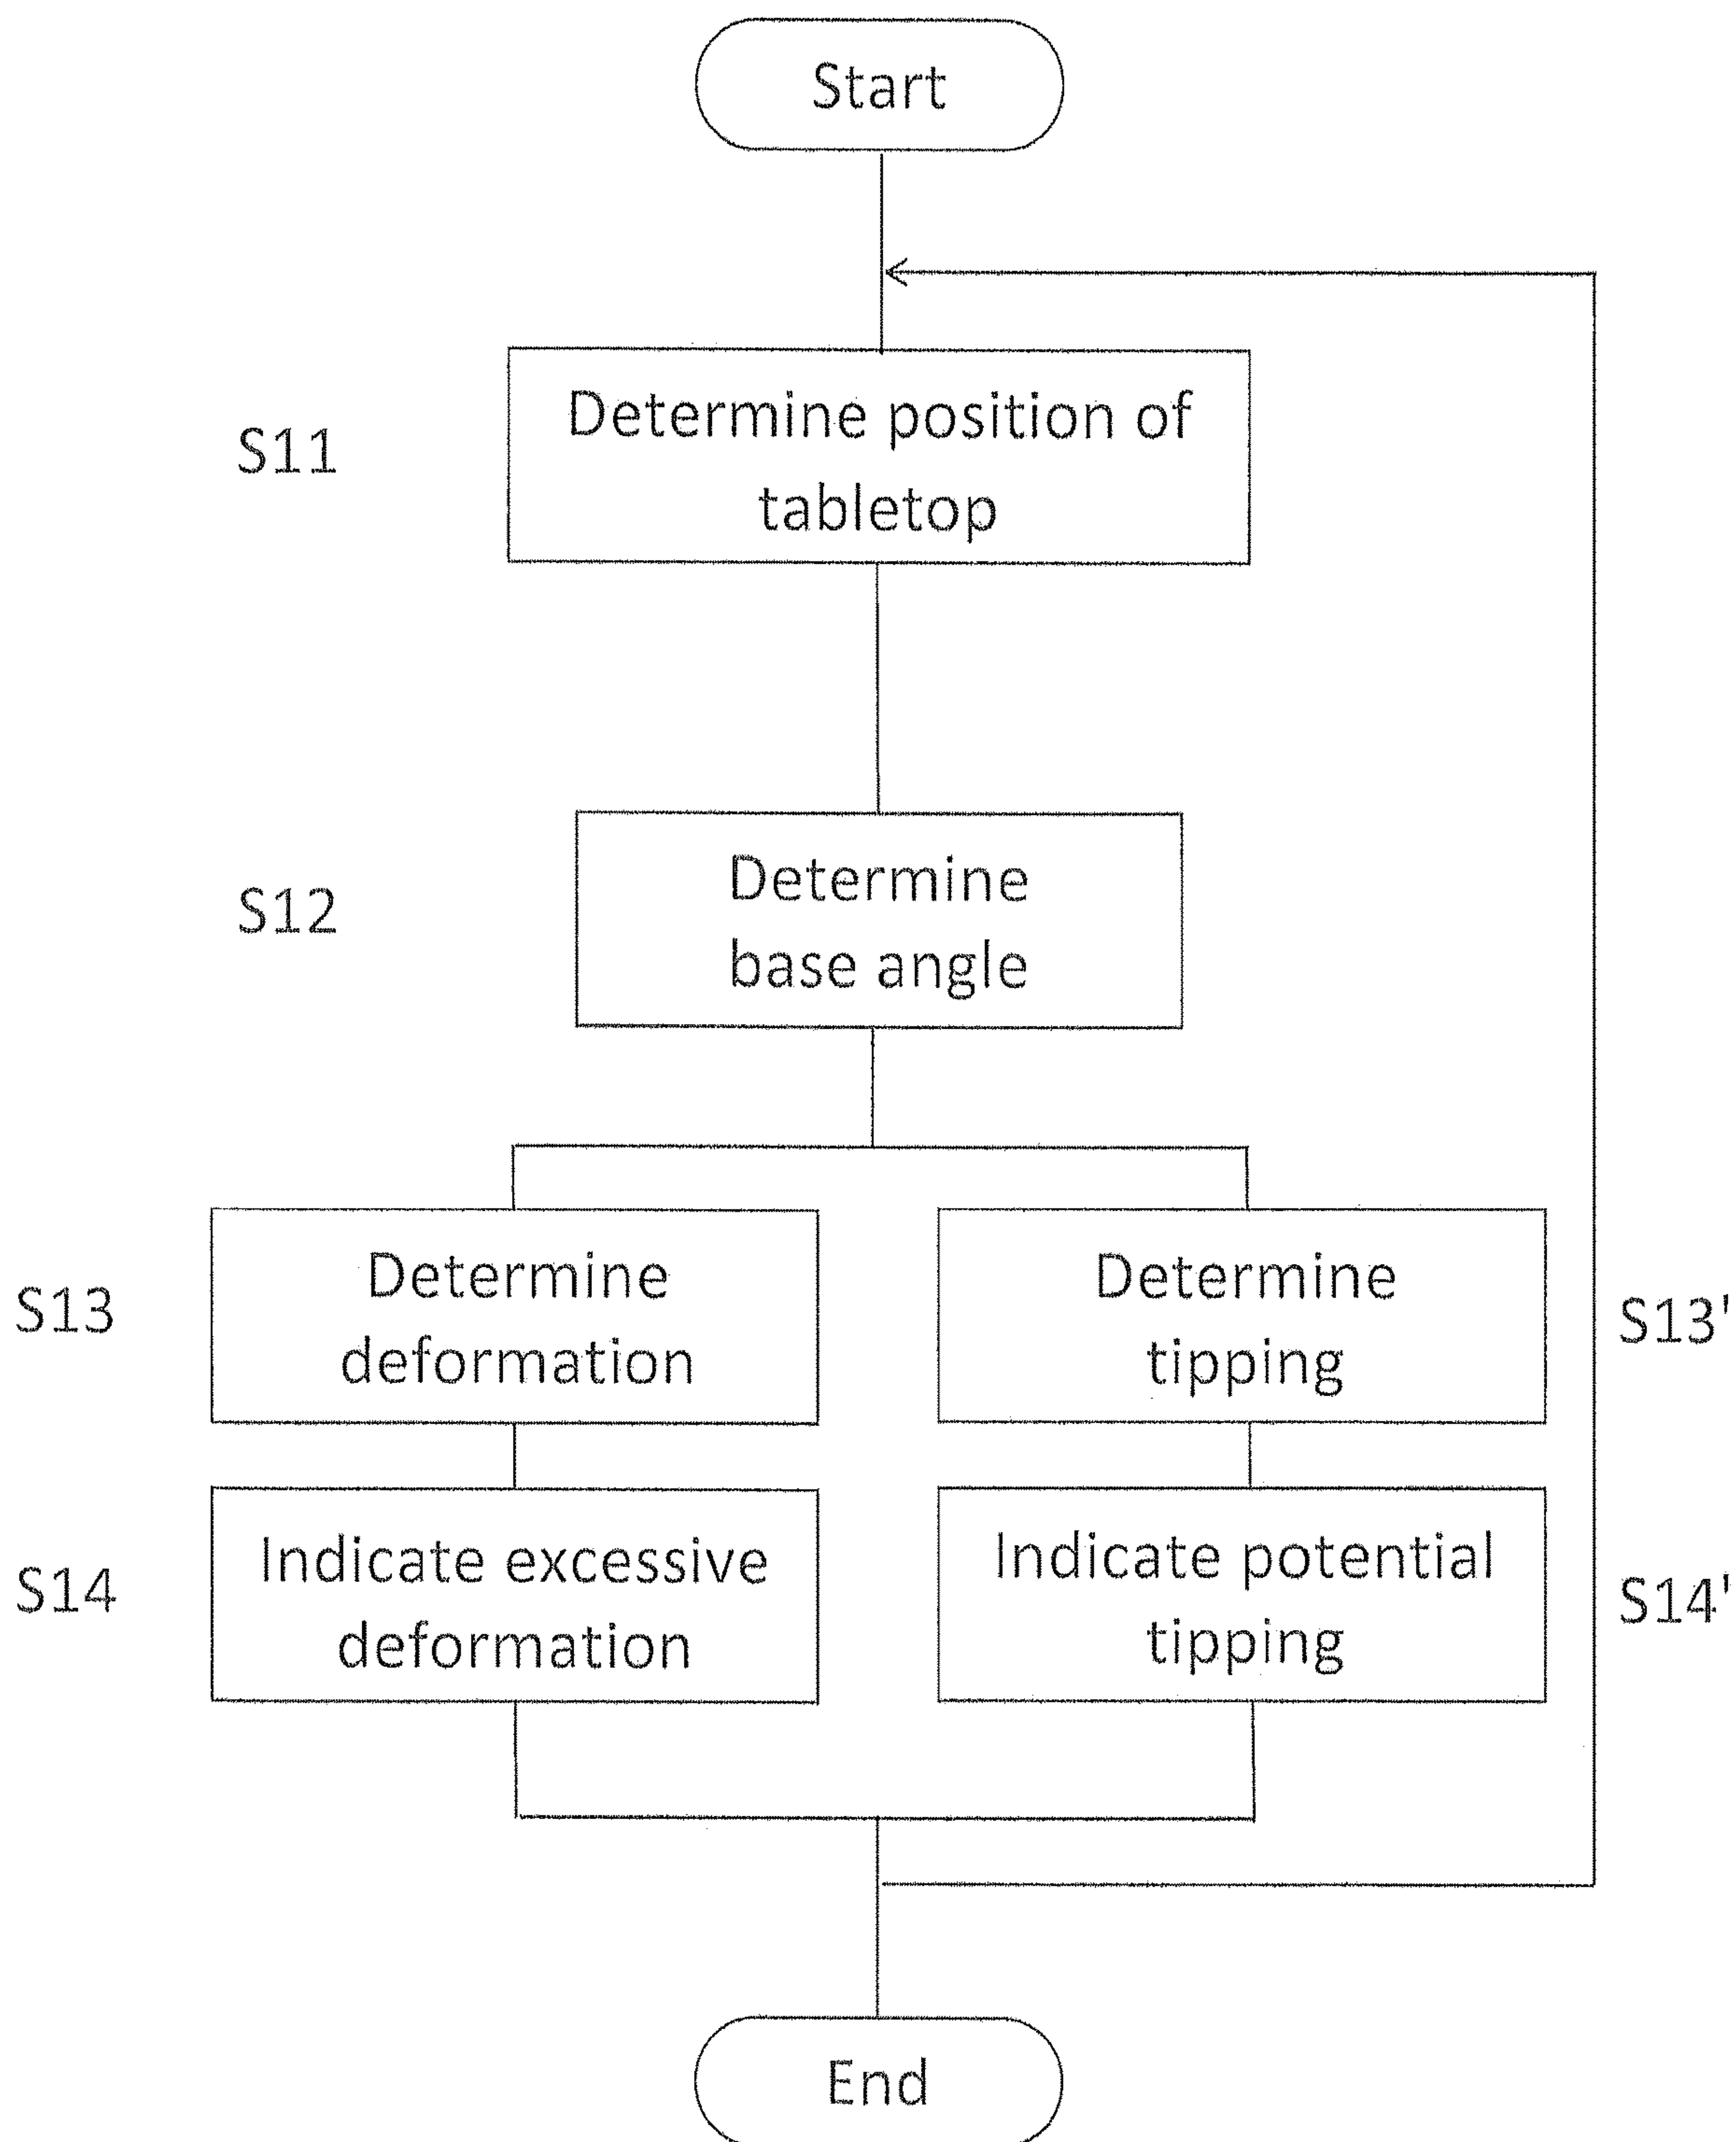 Start
S11
Determine position of
tabletop
S12
Determine
base angle
S13
Determine
deformation
Determine
tipping
S13'
S14
Indicate excessive
deformation
Indicate potential
tipping
S14'
End